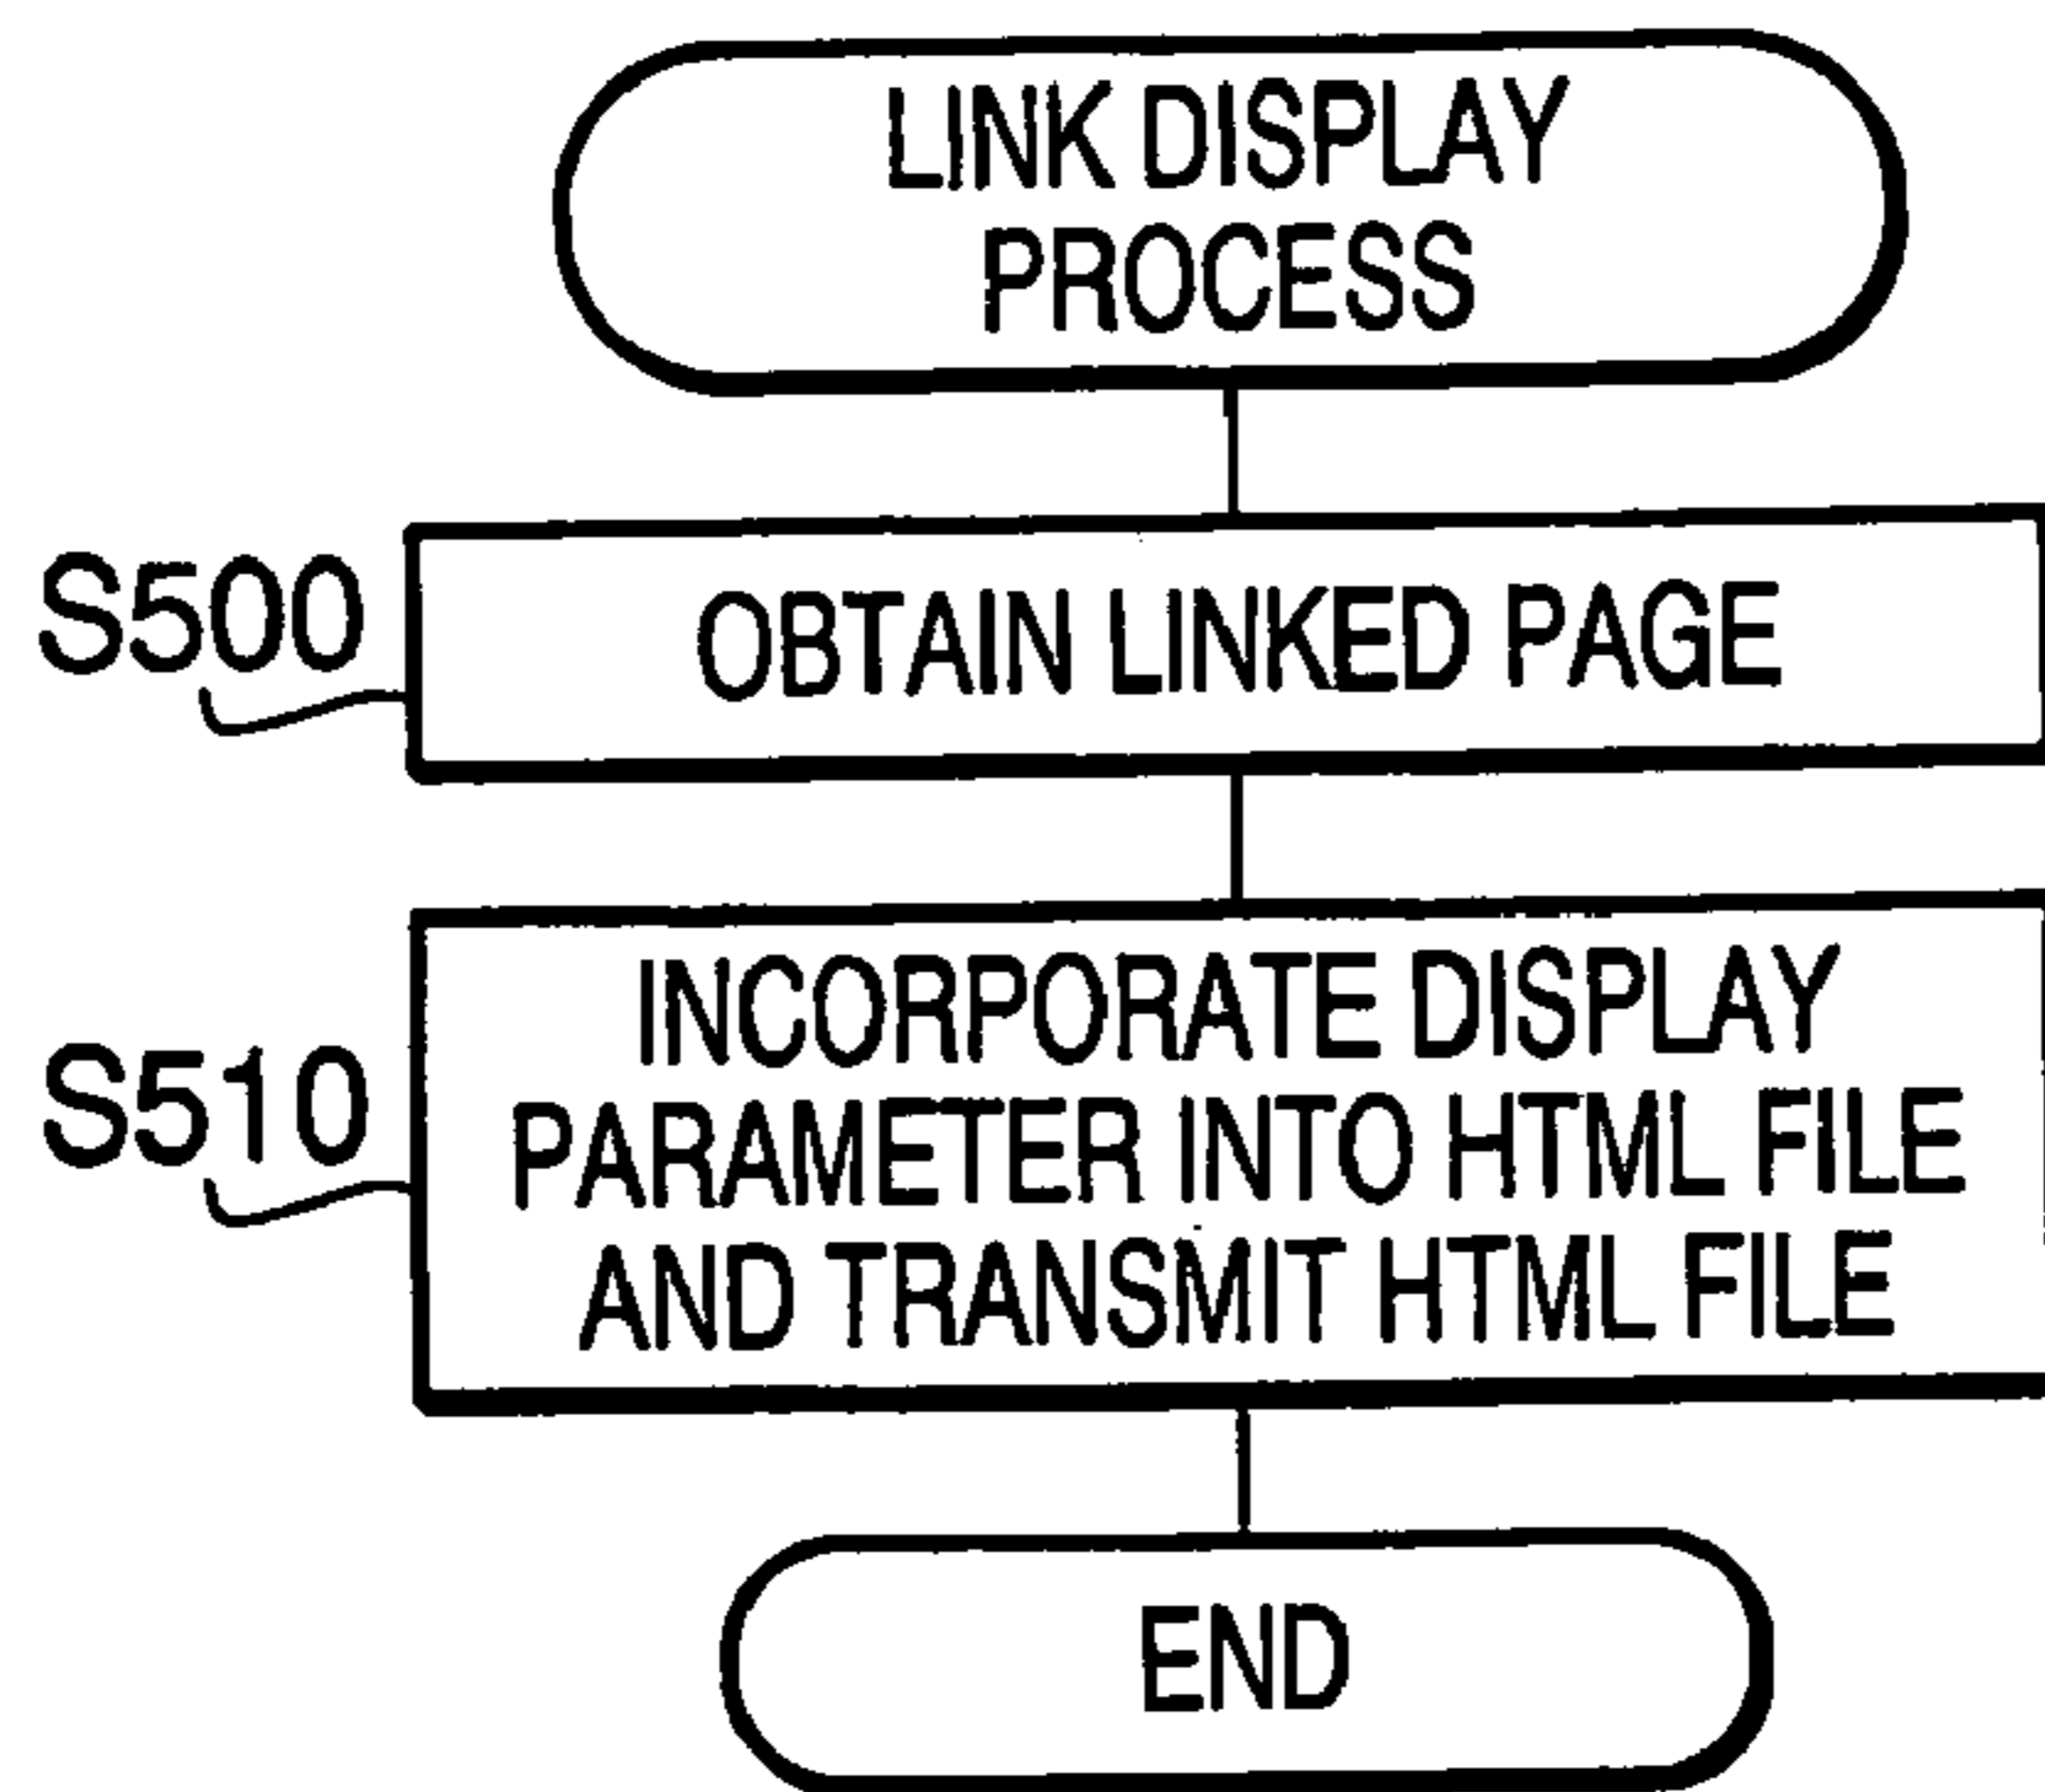 LINK DISPLAY
PROCESS
S500
OBTAIN LINKED PAGE
S510
INCORPORATE DISPLAY
PARAMETER INTO HTML FILE
AND TRANSMIT HTML FILE
END